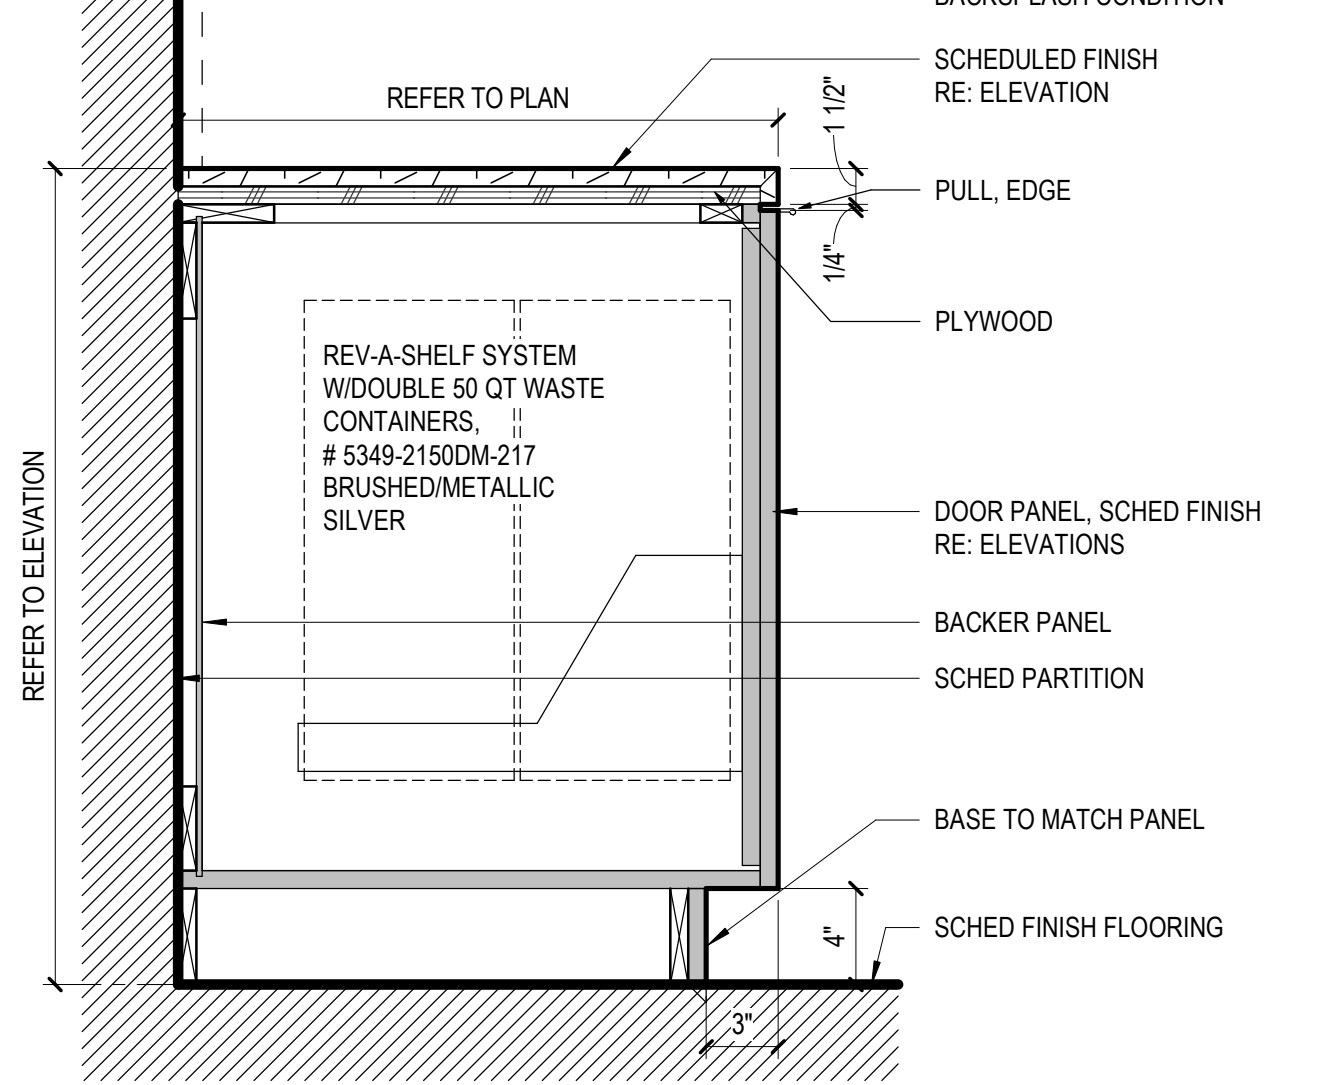 BACKSPLASH CONDITION
SCHEDULED FINISH
RE: ELEVATION
REFER TO PLAN
1 1/2"
PULL, EDGE
1/4"
PLYWOOD
REV-A-SHELF SYSTEM
W/DOUBLE 50 QT WASTE
CONTAINERS,
# 5349-2150DM-217
BRUSHED/METALLIC
SILVER
REFER TO ELEVATION
DOOR PANEL, SCHED FINISH
RE: ELEVATIONS
BACKER PANEL
SCHED PARTITION
BASE TO MATCH PANEL
4"
SCHED FINISH FLOORING
3"